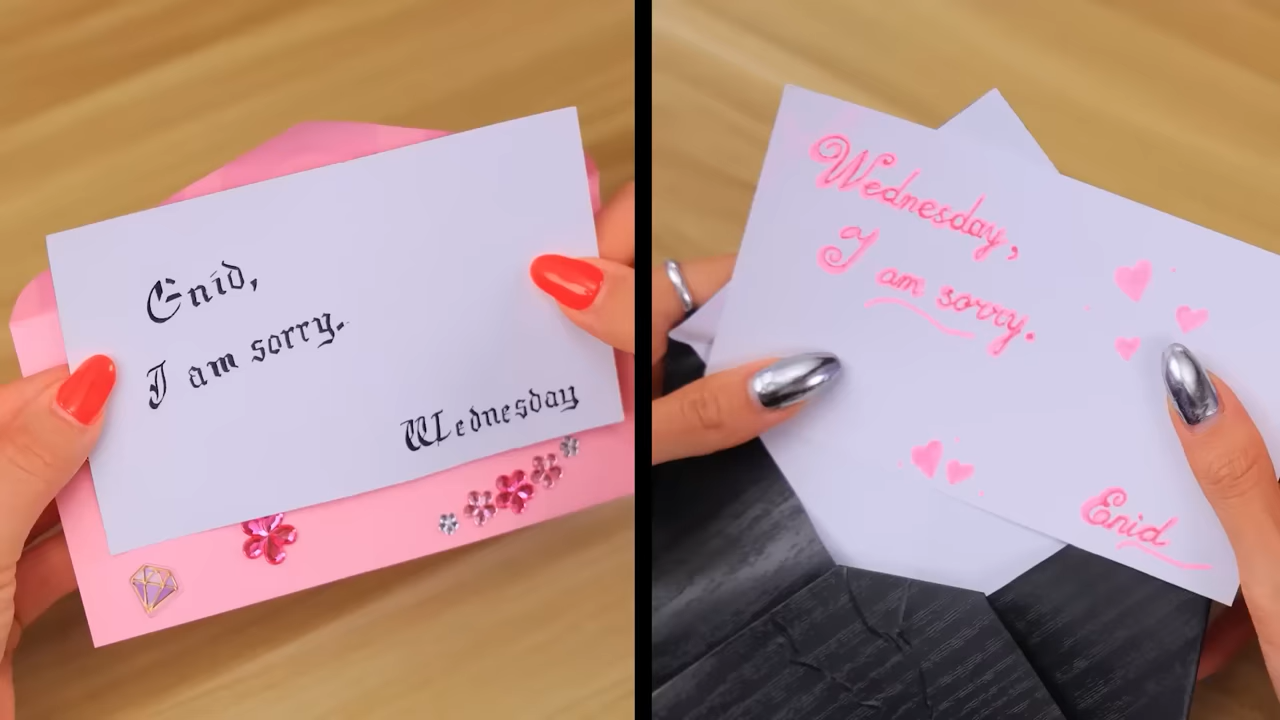 Enid,
I am sorry.
Wednesday
Wednesday,
I am sorry.
Enid